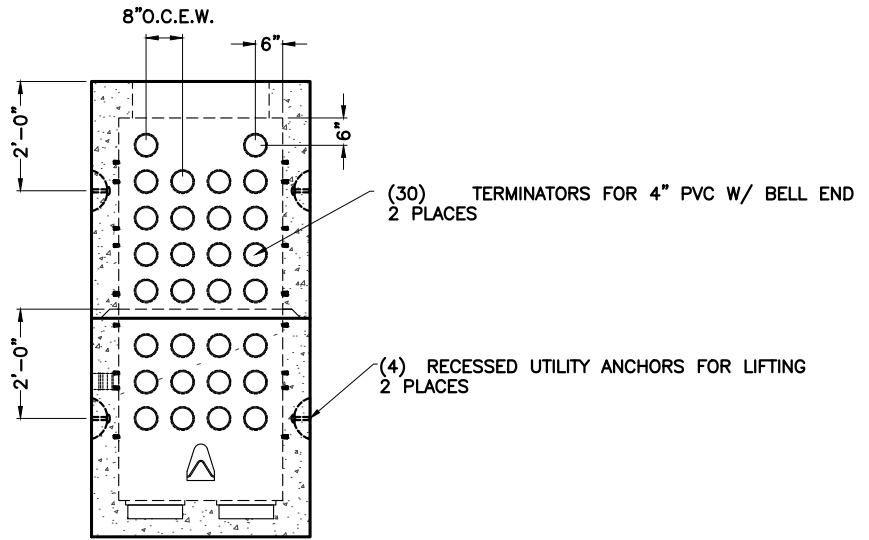 8"O.C.E.W.
6"
2'-0"
6"
(30) TERMINATORS FOR 4" PVC W/ BELL END
2 PLACES
2'-0"
(4) RECESSED UTILITY ANCHORS FOR LIFTING
2 PLACES